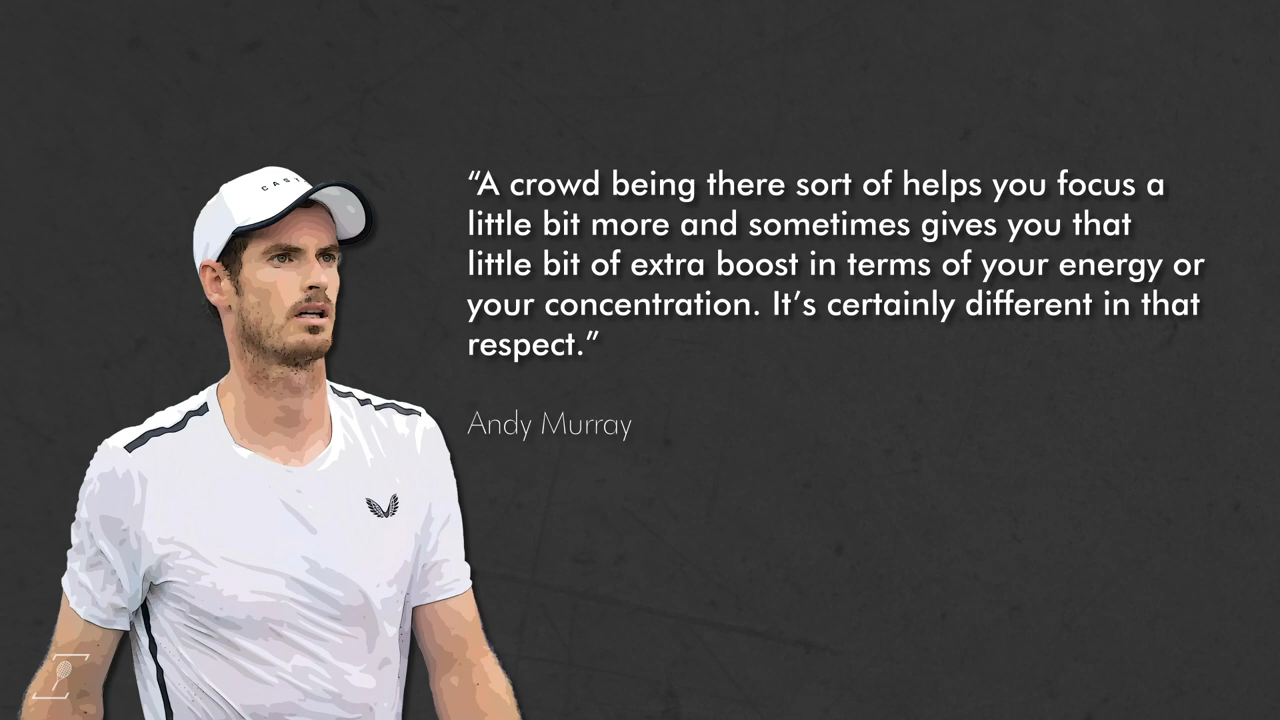 CAST
“A crowd being there sort of helps you focus a
little bit more and sometimes gives you that
little bit of extra boost in terms of your energy or
your concentration. It’s certainly different in that
respect.”
Andy Murray